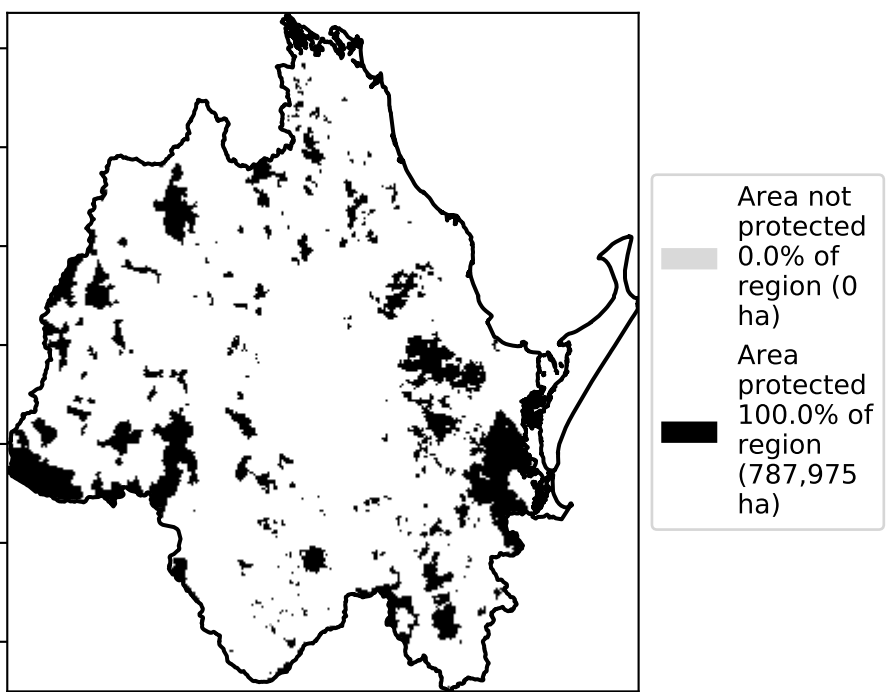 Area not
protected
0.0% of
region (0
ha)
Area
protected
100.0% of
region
(787,975
ha)